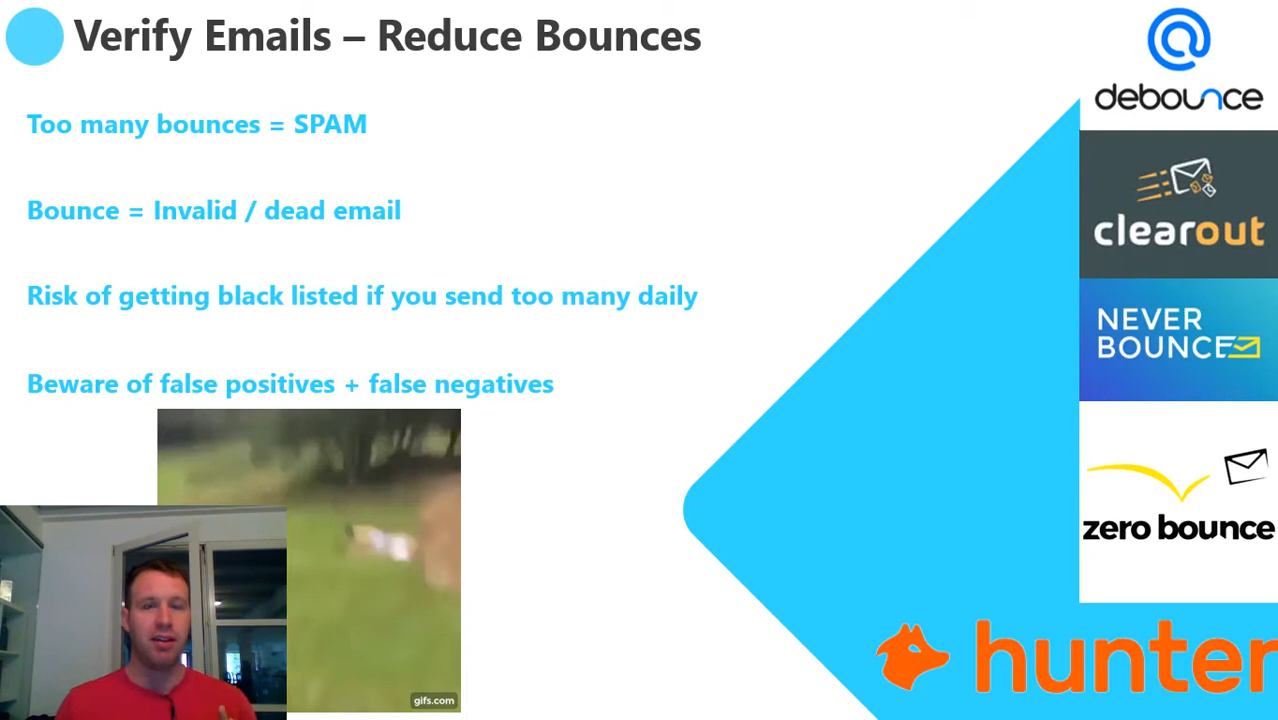 Verify Emails – Reduce Bounces
Too many bounces = SPAM
Bounce = Invalid / dead email
Risk of getting black listed if you send too many daily
Beware of false positives + false negatives
gifs.com
debounce
clearout
NEVER
BOUNCE
zero bounce
hunter